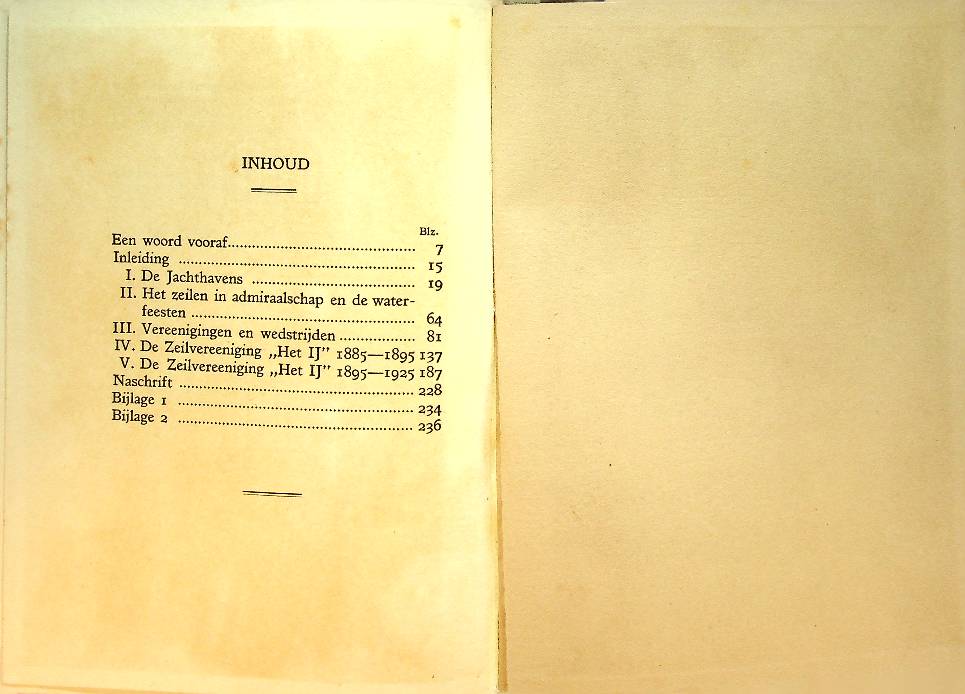 INHOUD
Blz.
Een woord vooraf........................................ 7
Inleiding ........................................ 15
I. De Jachthavens ........................................ 19
II. Het zeilen in admiraalschap en de water-
feesten ........................................ 64
III. Vereenigingen en wedstrijden .................. 81
IV. De Zeilvereeniging „Het IJ” 1885—1895 137
V. De Zeilvereeniging „Het IJ” 1895—1925 187
Naschrift ........................................ 228
Bijlage 1 ........................................ 234
Bijlage 2 ........................................ 236